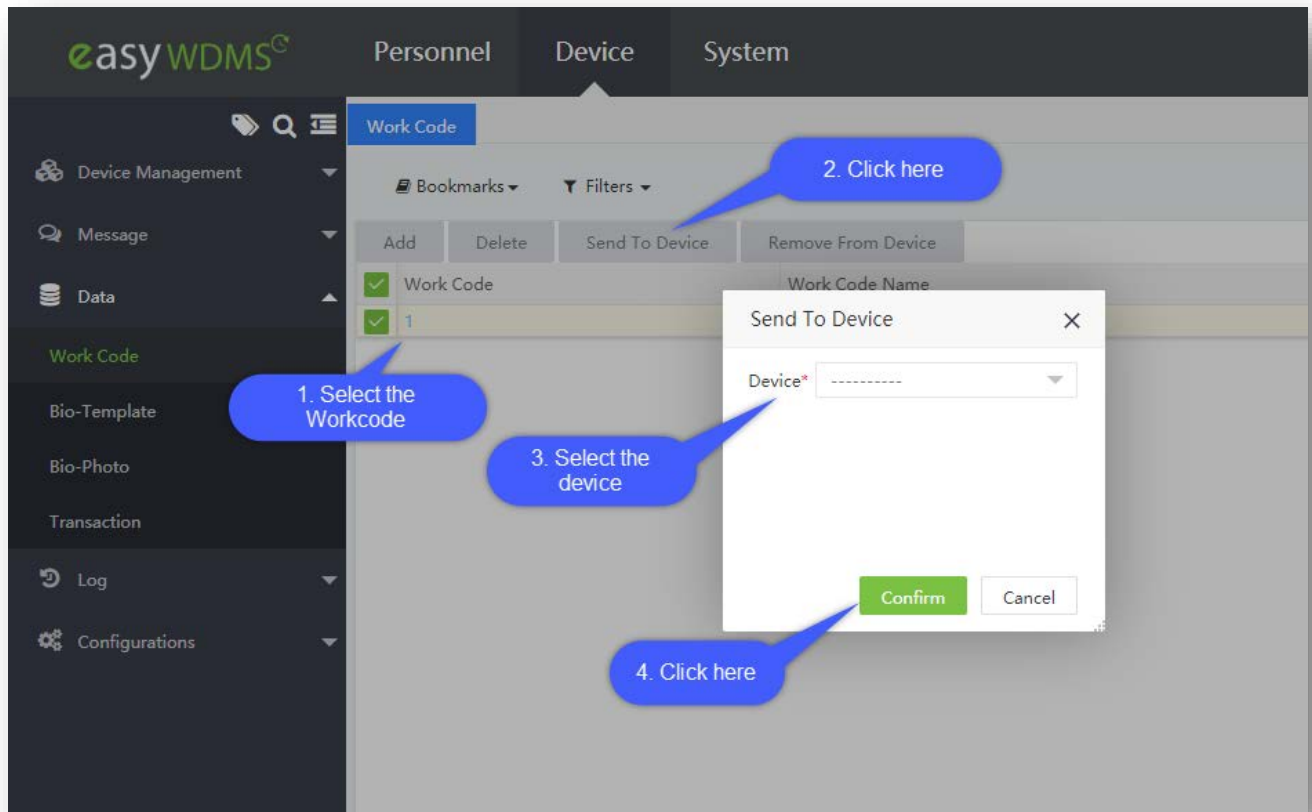 easy WDMS
Personnel Device System
Work Code
Device Management
Bookmarks Filters
2. Click here
Message
Add Delete Send To Device Remove From Device
Work Code Work Code Name
Data
1
Send To Device
Work Code
Device* ----------
1. Select the
Workcode
Bio-Template
3. Select the
device
Bio-Photo
Transaction
Log
Confirm Cancel
Configurations
4. Click here